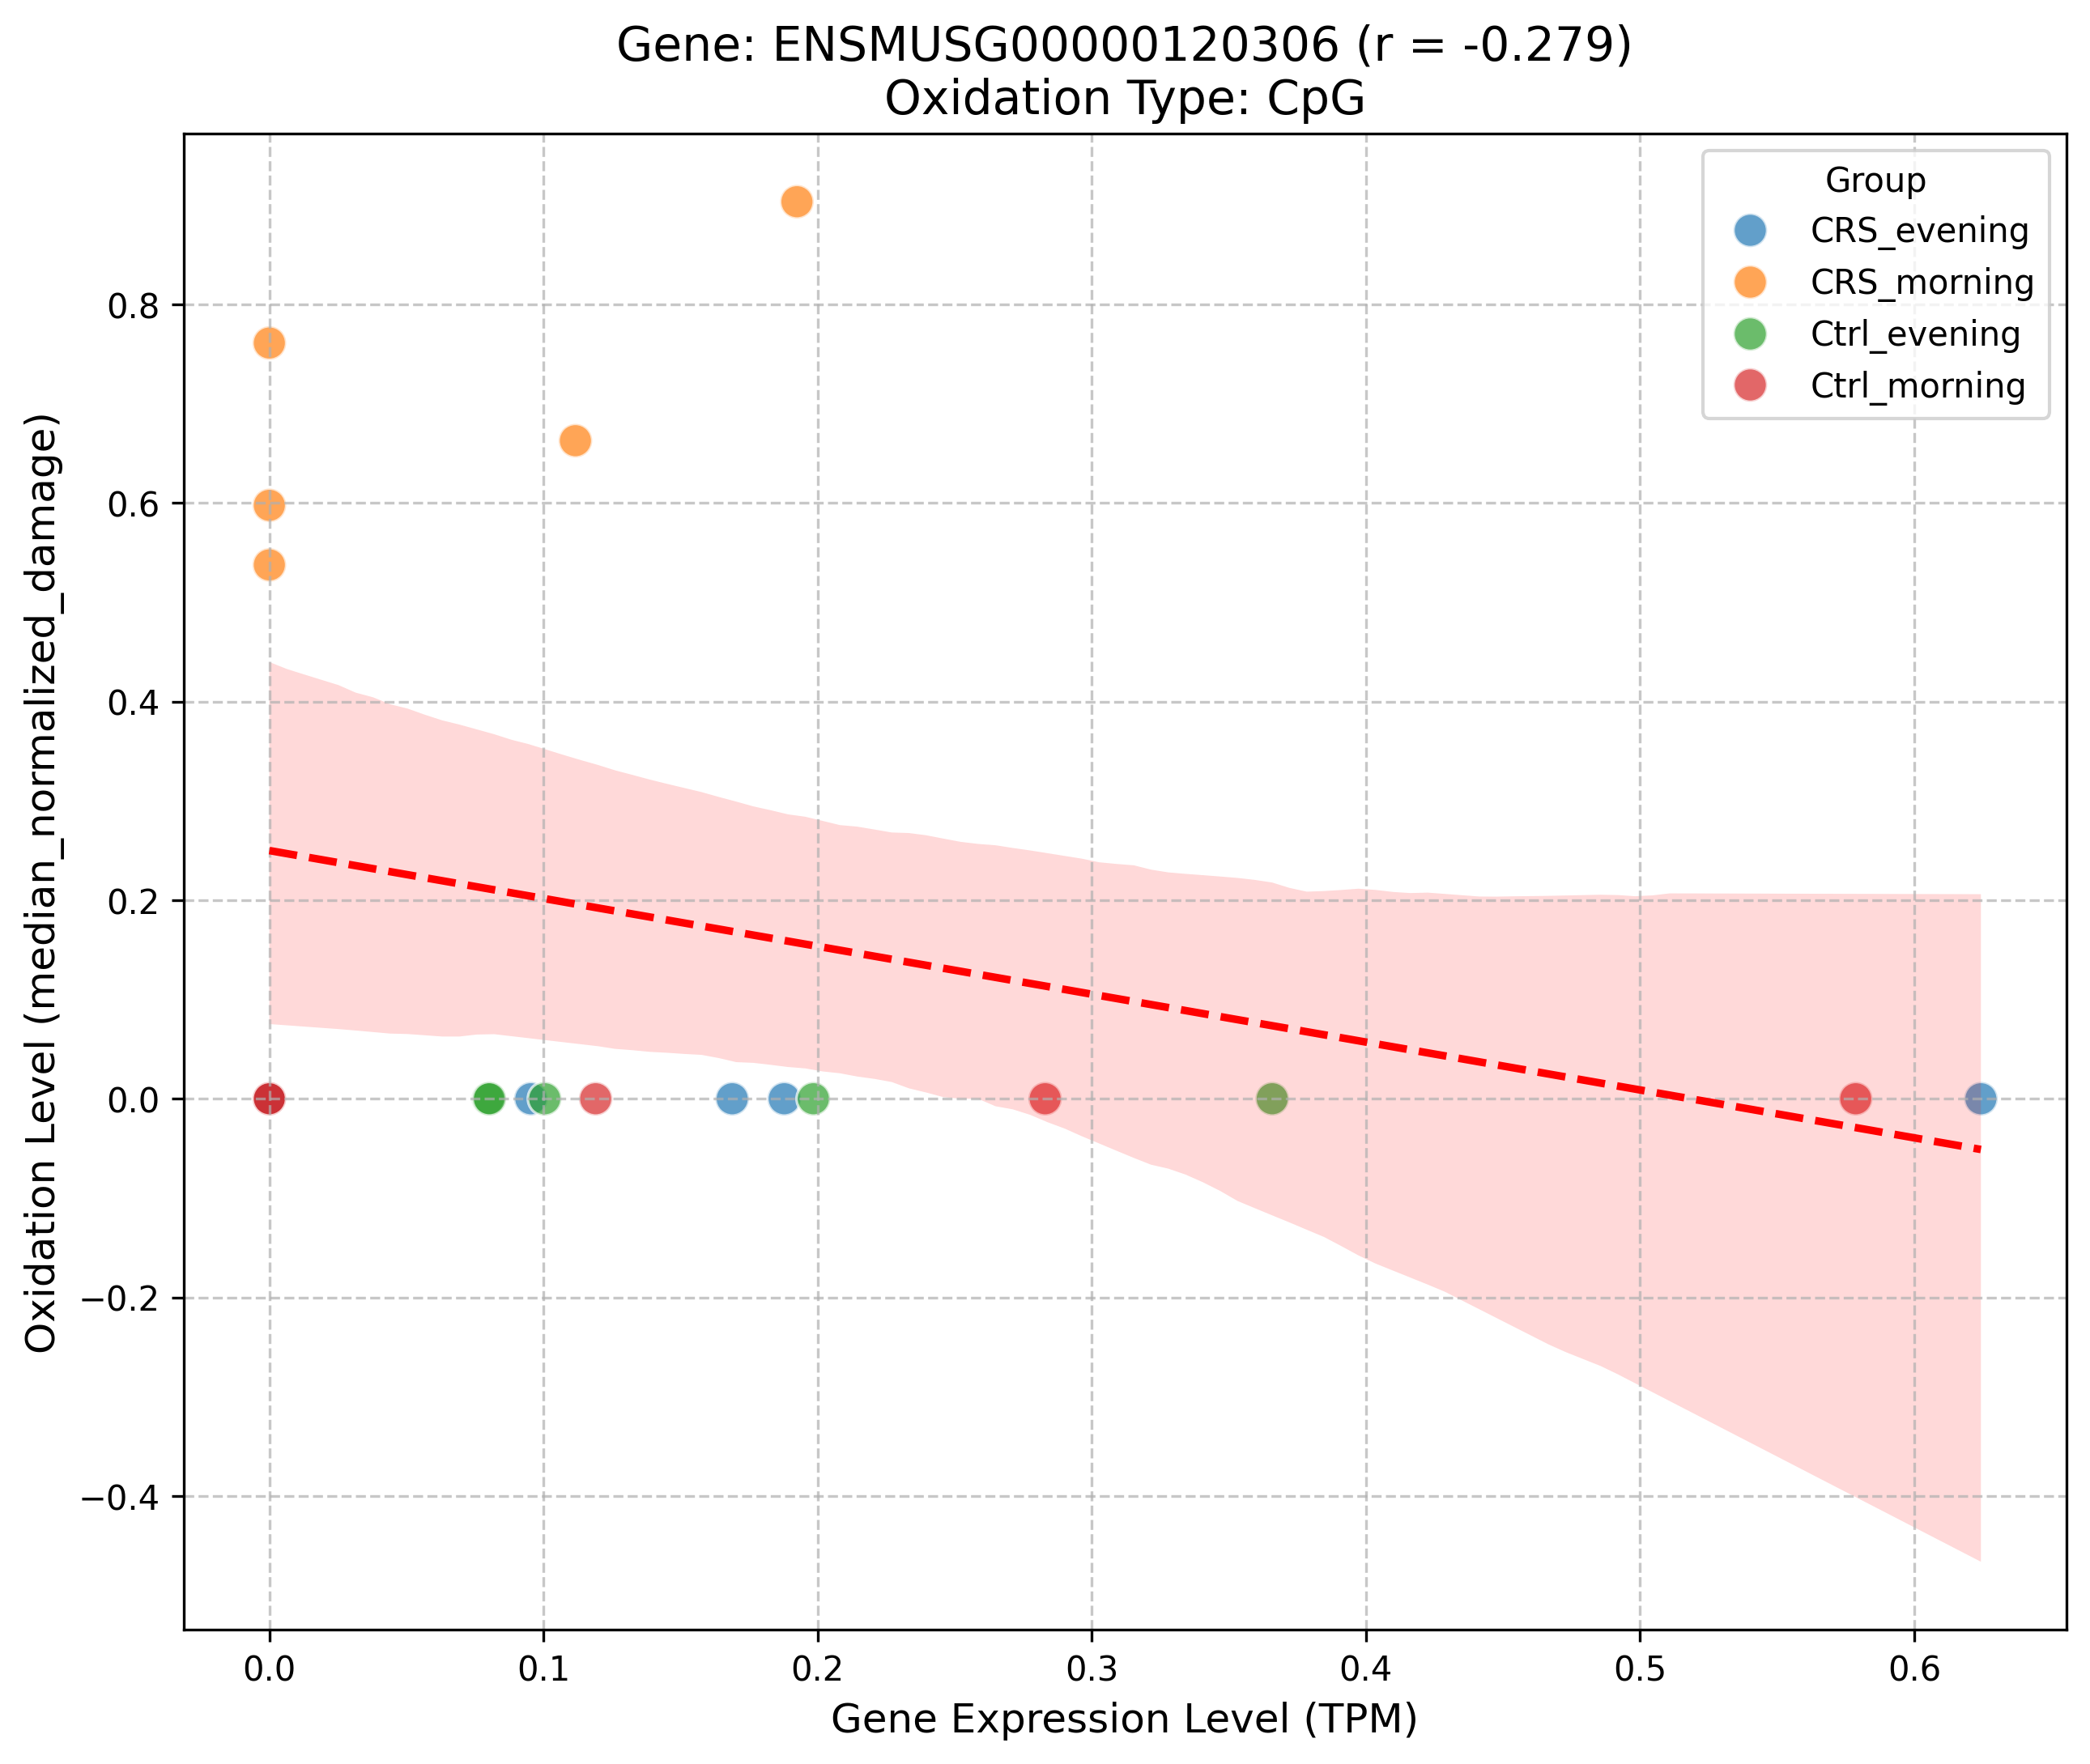 Gene: ENSMUSG00000120306 (r = -0.279)
Oxidation Type: CpG
Group
CRS_evening
CRS_morning
Ctrl_evening
Ctrl_morning
Oxidation Level (median_normalized_damage)
0.8
0.6
0.4
0.2
0.0
−0.2
−0.4
0.0 0.1 0.2 0.3 0.4 0.5 0.6
Gene Expression Level (TPM)